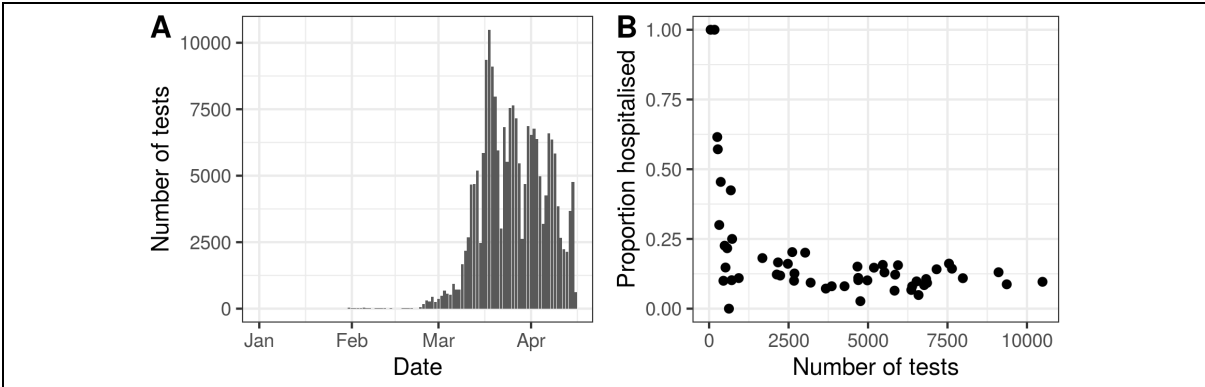 A
Number of tests
10000
7500
5000
2500
0
Jan Feb Mar Apr
Date
B
Proportion hospitalised
1.00
0.75
0.50
0.25
0.00
0 2500 5000 7500 10000
Number of tests